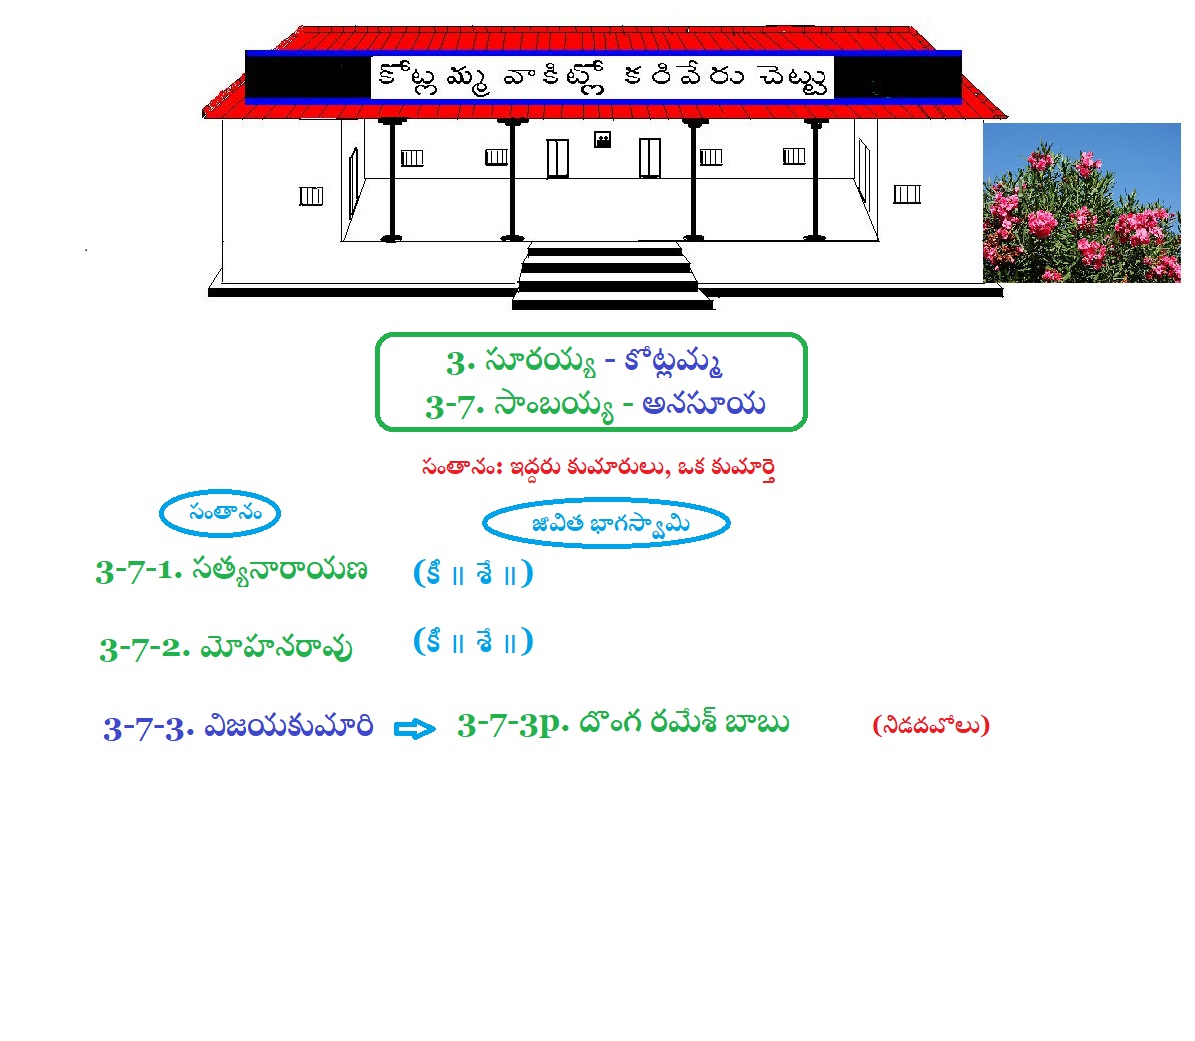 కోట్లమ్మ వాకిట్లో కరివేరు చెట్టు
3. సూరయ్య - కోట్లమ్మ
3-7. సాంబయ్య - అనసూయ
సంతానం: ఇద్దరు కుమారులు, ఒక కుమార్తె
సంతానం జీవిత భాగస్వామి
3-7-1. సత్యనారాయణ (కీ ॥ శే ॥)
3-7-2. మోహనరావు (కీ ॥ శే ॥)
3-7-3. విజయకుమారి 3-7-3p. దొంగ రమేశ్ బాబు (నిడదవోలు)